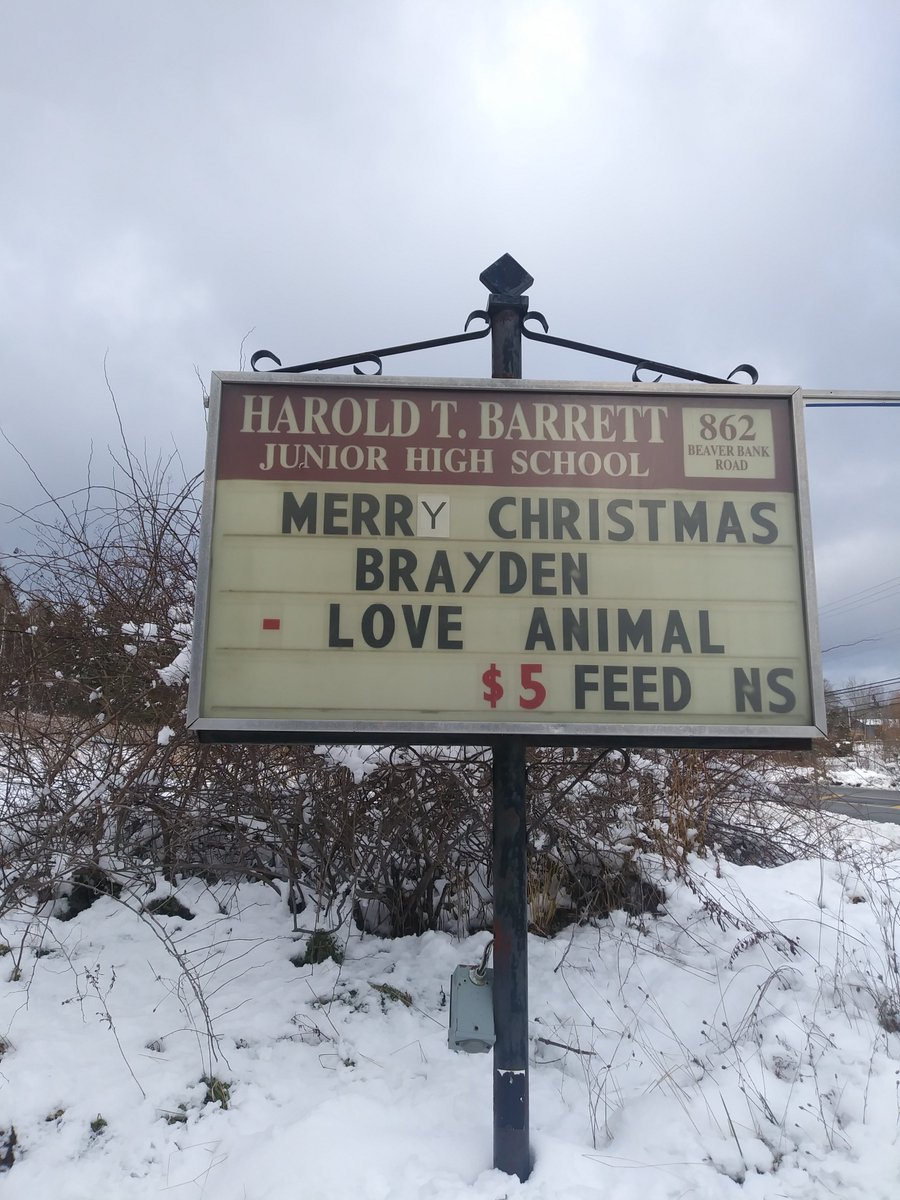 HAROLD T. BARRETT
JUNIOR HIGH SCHOOL
862
BEAVER BANK
ROAD
MERRY CHRISTMAS
BRAYDEN
- LOVE ANIMAL
$5 FEED NS